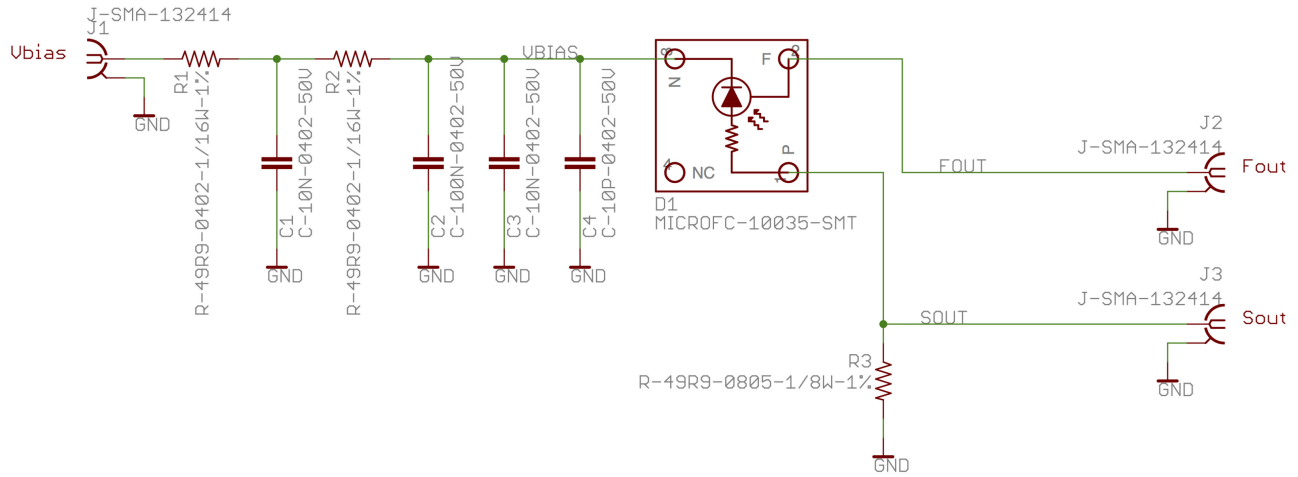 J-SMA-132414
J1
Vbias
GND
R1
R-49R9-0402-1/16W-1%
C1
C-10N-0402-50V
GND
R2
R-49R9-0402-1/16W-1%
C2
C-100N-0402-50V
GND
C3
C-10N-0402-50V
GND
VBIAS
C4
C-10P-0402-50V
GND
3
N
F
4
NC
P
1
D1
MICROFC-10035-SMT
FOUT
J2
J-SMA-132414
Fout
GND
SOUT
J3
J-SMA-132414
Sout
GND
R3
R-49R9-0805-1/8W-1%
GND